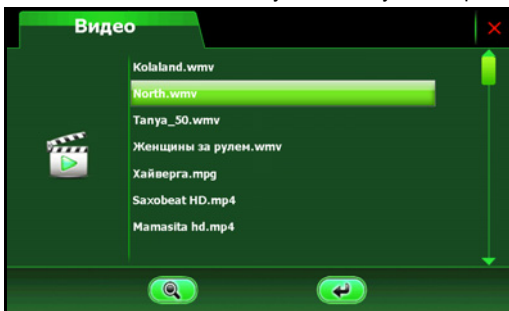 Видео
Kolaland.wmv
North.wmv
Tanya_50.wmv
Женщины за рулем.wmv
Хайверга.mpg
Saxobeat HD.mp4
Mamasita hd.mp4